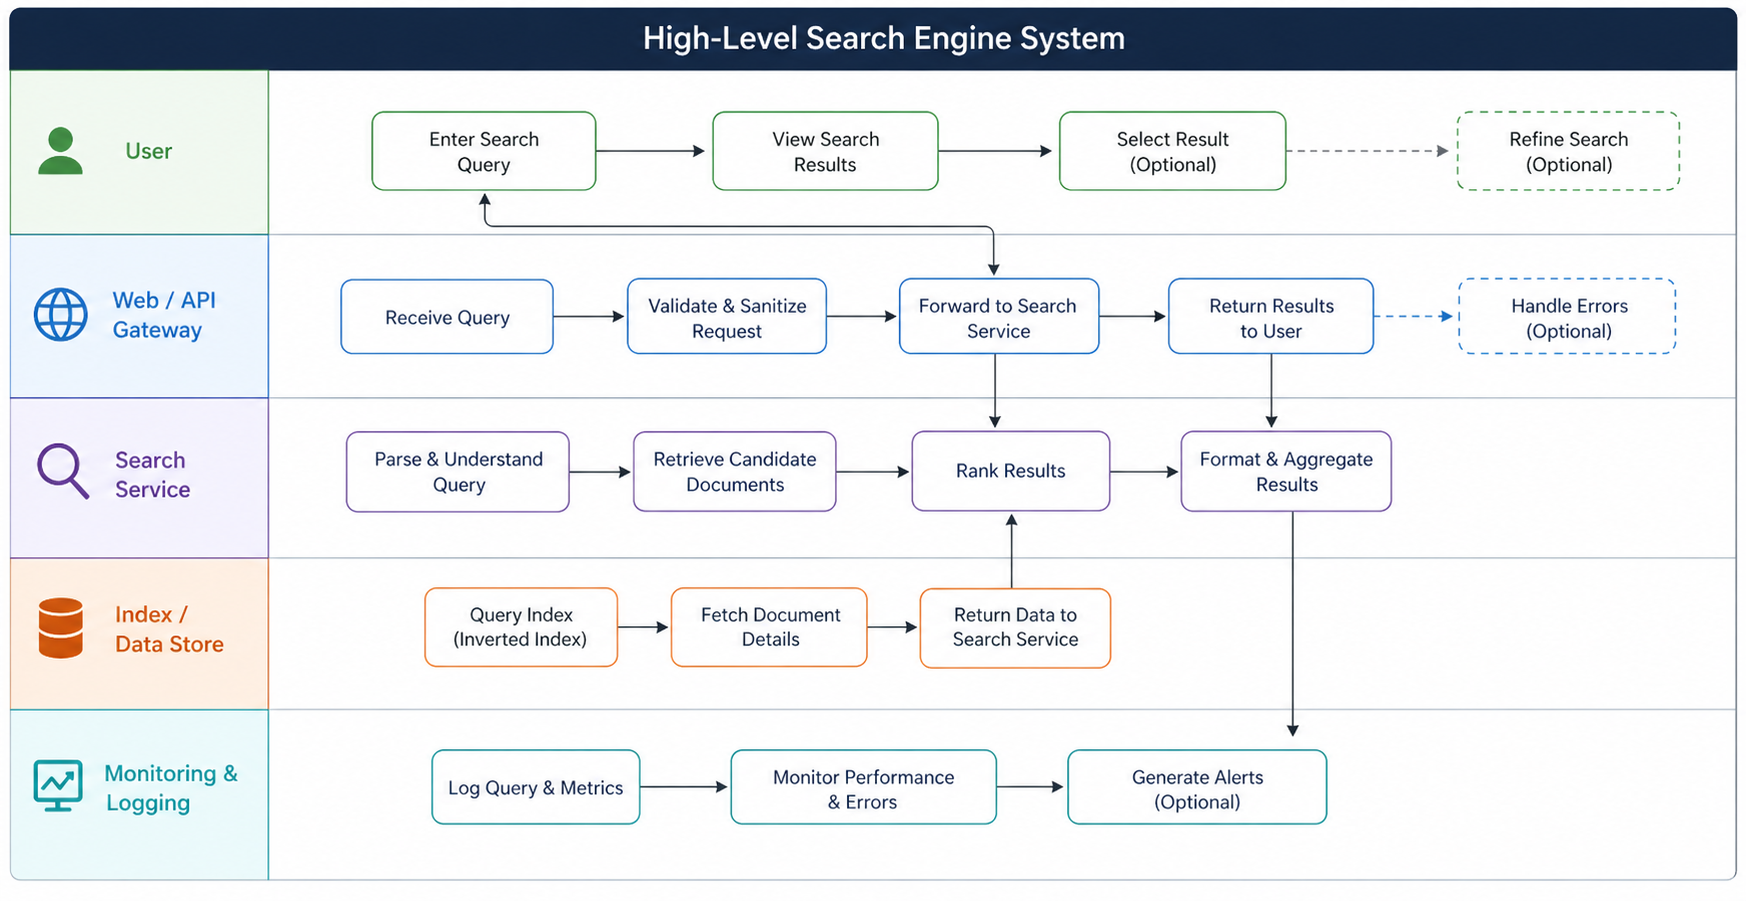 High-Level Search Engine System
User
Enter Search
Query
View Search
Results
Select Result
(Optional)
Refine Search
(Optional)
Web / API
Gateway
Receive Query
Validate & Sanitize
Request
Forward to Search
Service
Return Results
to User
Handle Errors
(Optional)
Search
Service
Parse & Understand
Query
Retrieve Candidate
Documents
Rank Results
Format & Aggregate
Results
Index /
Data Store
Query Index
(Inverted Index)
Fetch Document
Details
Return Data to
Search Service
Monitoring &
Logging
Log Query & Metrics
Monitor Performance
& Errors
Generate Alerts
(Optional)